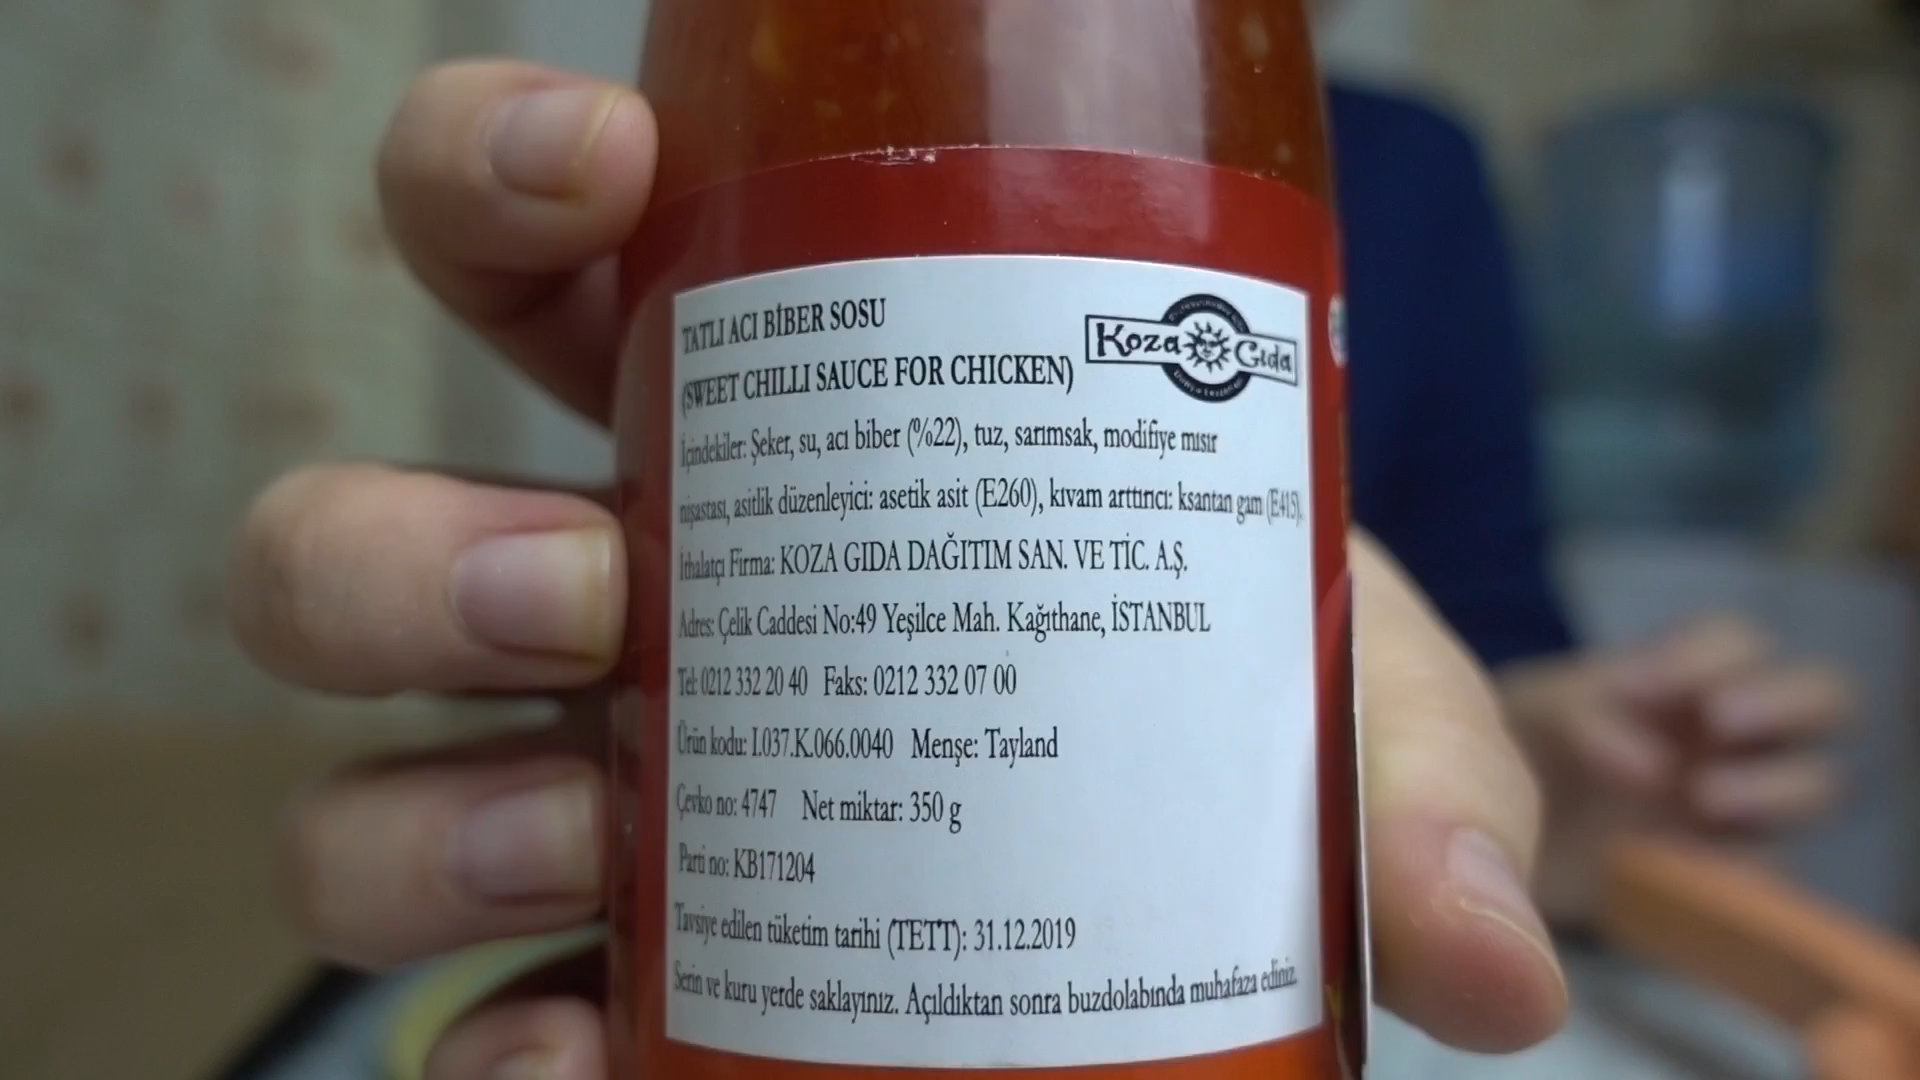 TATLI ACI BİBER SOSU
Koza Gıda
(SWEET CHILLI SAUCE FOR CHICKEN)
İçindekiler: Şeker, su, acı biber (%22), tuz, sarımsak, modifiye mısır
nişastası, asitlik düzenleyici: asetik asit (E260), kıvam arttırıcı: ksantan gam (E415).
İthalatçı Firma: KOZA GIDA DAĞITIM SAN. VE TİC. A.Ş.
Adres: Çelik Caddesi No:49 Yeşilce Mah. Kağıthane, İSTANBUL
Tel: 0212 332 20 40 Faks: 0212 332 07 00
Ürün kodu: I.037.K.066.0040 Menşe: Tayland
Çevko no: 4747 Net miktar: 350 g
Parti no: KB171204
Tavsiye edilen tüketim tarihi (TETT): 31.12.2019
Serin ve kuru yerde saklayınız. Açıldıktan sonra buzdolabında muhafaza ediniz.